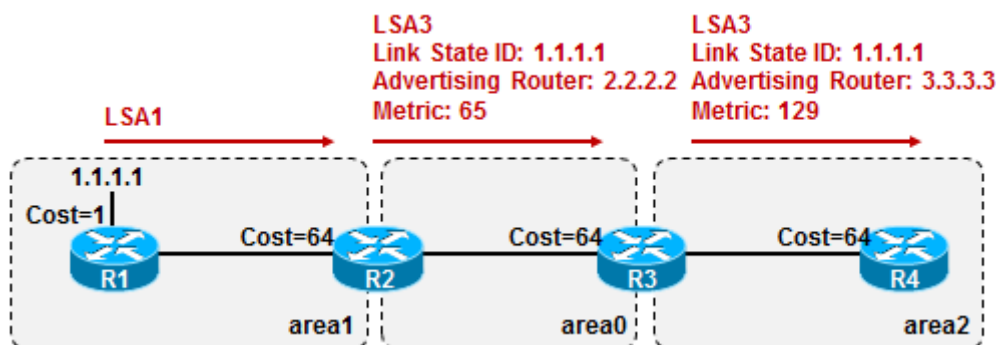 LSA3
Link State ID: 1.1.1.1
Advertising Router: 2.2.2.2
Metric: 65
LSA3
Link State ID: 1.1.1.1
Advertising Router: 3.3.3.3
Metric: 129
LSA1
1.1.1.1
Cost=1
Cost=64
Cost=64
Cost=64
R1
R2
R3
R4
area1
area0
area2